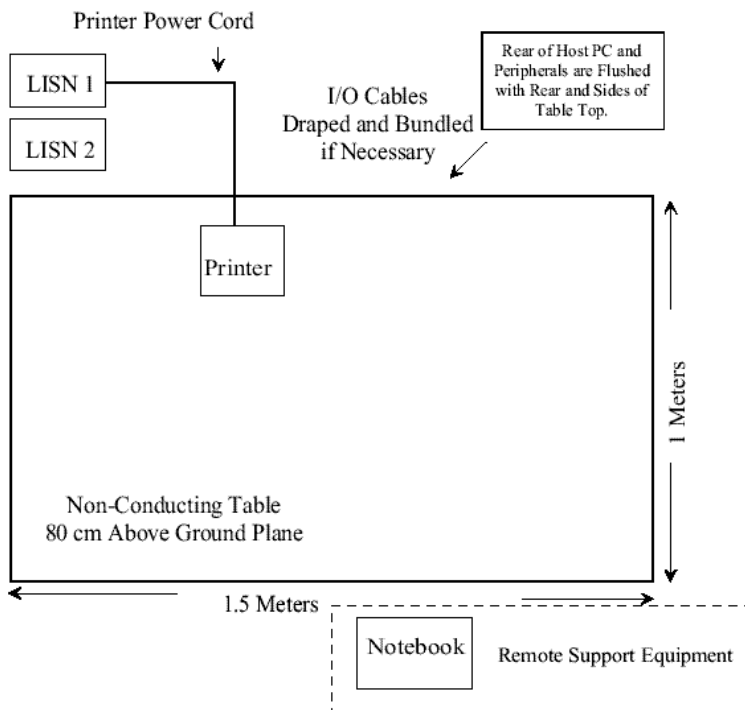 Printer Power Cord
LISN 1
LISN 2
I/O Cables
Draped and Bundled
if Necessary
Rear of Host PC and
Peripherals are Flushed
with Rear and Sides of
Table Top.
Printer
1 Meters
Non-Conducting Table
80 cm Above Ground Plane
1.5 Meters
Notebook
Remote Support Equipment